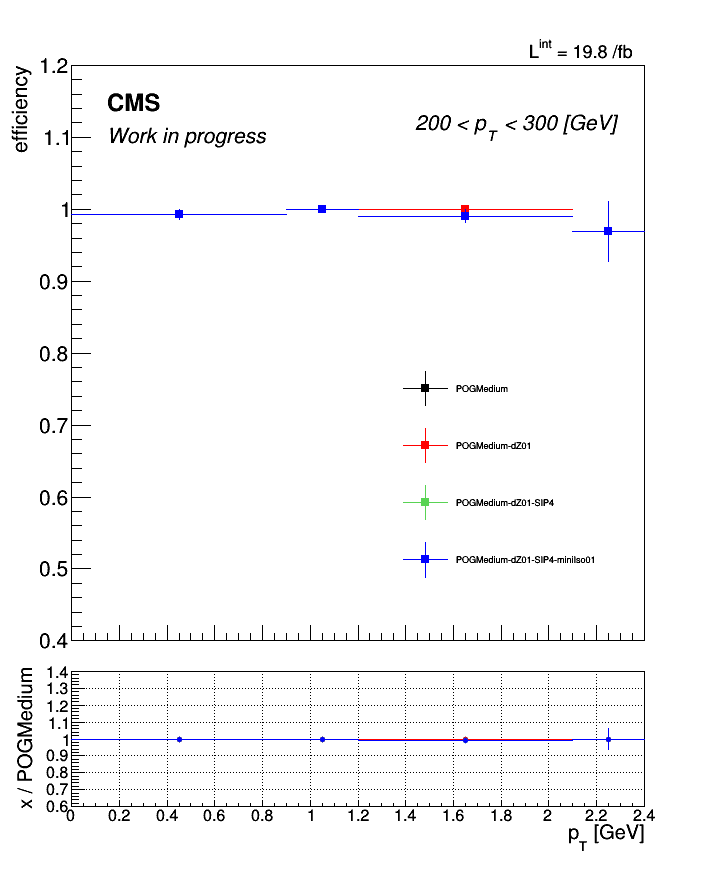 L^int = 19.8 /fb
efficiency
CMS
Work in progress
200 < p_T < 300 [GeV]
1.2
1.1
1
0.9
0.8
0.7
0.6
0.5
0.4
POGMedium
POGMedium-dZ01
POGMedium-dZ01-SIP4
POGMedium-dZ01-SIP4-miniIso01
x / POGMedium
1.4
1.3
1.2
1.1
1
0.9
0.8
0.7
0.6
0 0.2 0.4 0.6 0.8 1 1.2 1.4 1.6 1.8 2 2.2 2.4
p_T [GeV]